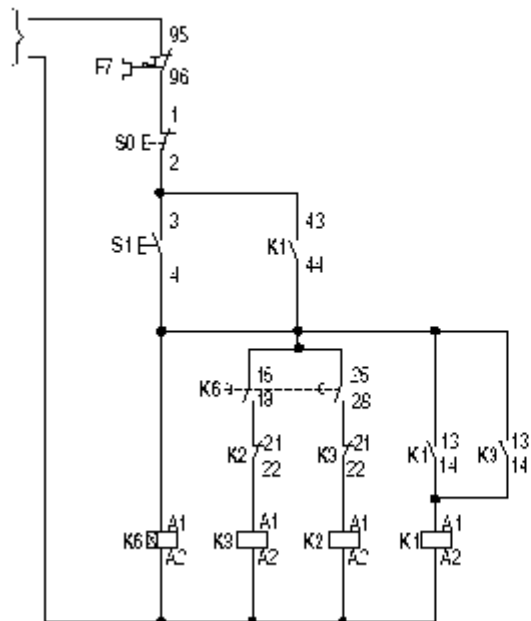 95
F7
96
1
S0 E
2
3 43
S1 E K1
4 44
K6 15 25
18 28
K2 21 K3 21 K1 13 K3 13
22 22 14 14
K6 A1 K3 A1 K2 A1 K1 A1
A2 A2 A2 A2